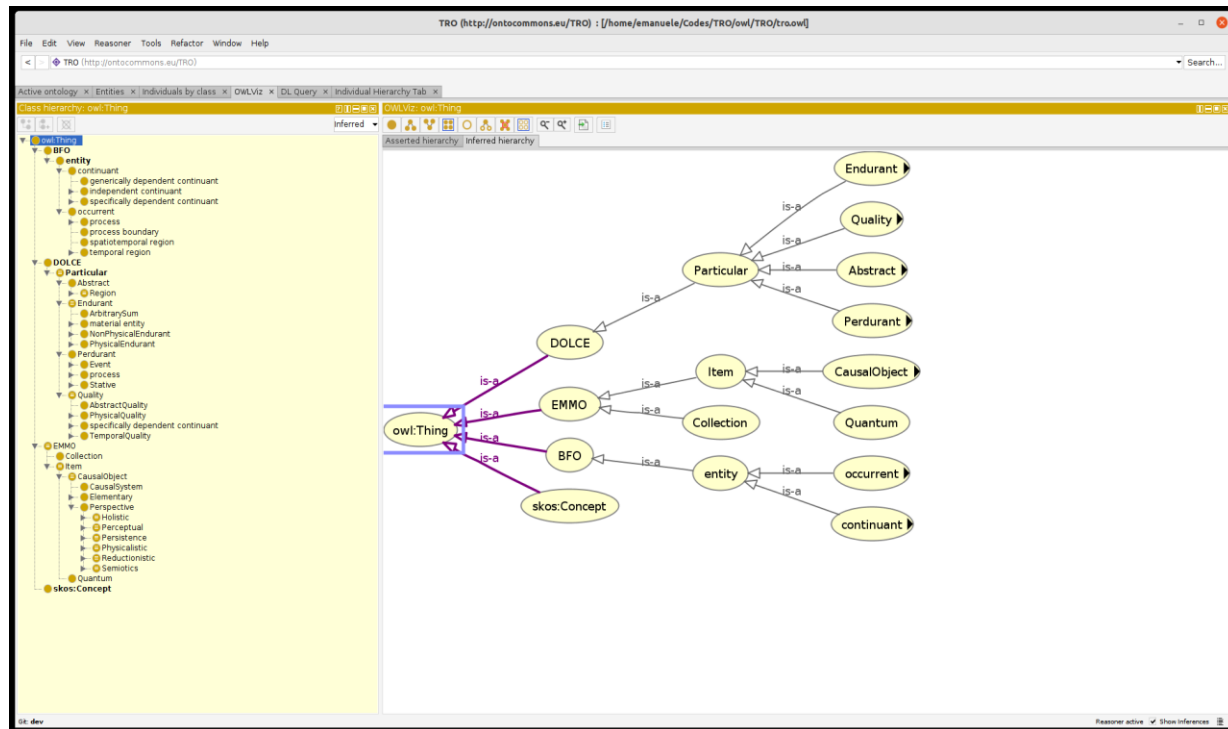 TRO (http://ontocommons.eu/TRO) : [/home/emanuele/Codes/TRO/owl/TRO/tro.owl]
File Edit View Reasoner Tools Refactor Window Help
< > TRO (http://ontocommons.eu/TRO) Search...
Active ontology × Entities × Individuals by class × OWLViz × DL Query × Individual Hierarchy Tab ×
Class hierarchy: owl:Thing
Inferred
owl:Thing
BFO
entity
continuant
generically dependent continuant
independent continuant
specifically dependent continuant
occurrent
process
process boundary
spatiotemporal region
temporal region
DOLCE
Particular
Abstract
Region
Endurant
ArbitrarySum
material entity
NonPhysicalEndurant
PhysicalEndurant
Perdurant
Event
process
Stative
Quality
AbstractQuality
PhysicalQuality
specifically dependent continuant
TemporalQuality
EMMO
Collection
Item
CausalObject
CausalSystem
Elementary
Perspective
Holistic
Perceptual
Persistence
Physicalistic
Reductionistic
Semiotics
Quantum
skos:Concept
OWLViz: owl:Thing
Asserted hierarchy Inferred hierarchy
Endurant
is-a
Quality
is-a
Particular
is-a
Abstract
is-a
is-a
Perdurant
DOLCE
Item
is-a
CausalObject
is-a
is-a
EMMO
is-a
is-a
Collection
Quantum
owl:Thing
is-a
is-a
BFO
is-a
entity
is-a
occurrent
is-a
skos:Concept
continuant
Git: dev
Reasoner active ✓ Show Inferences